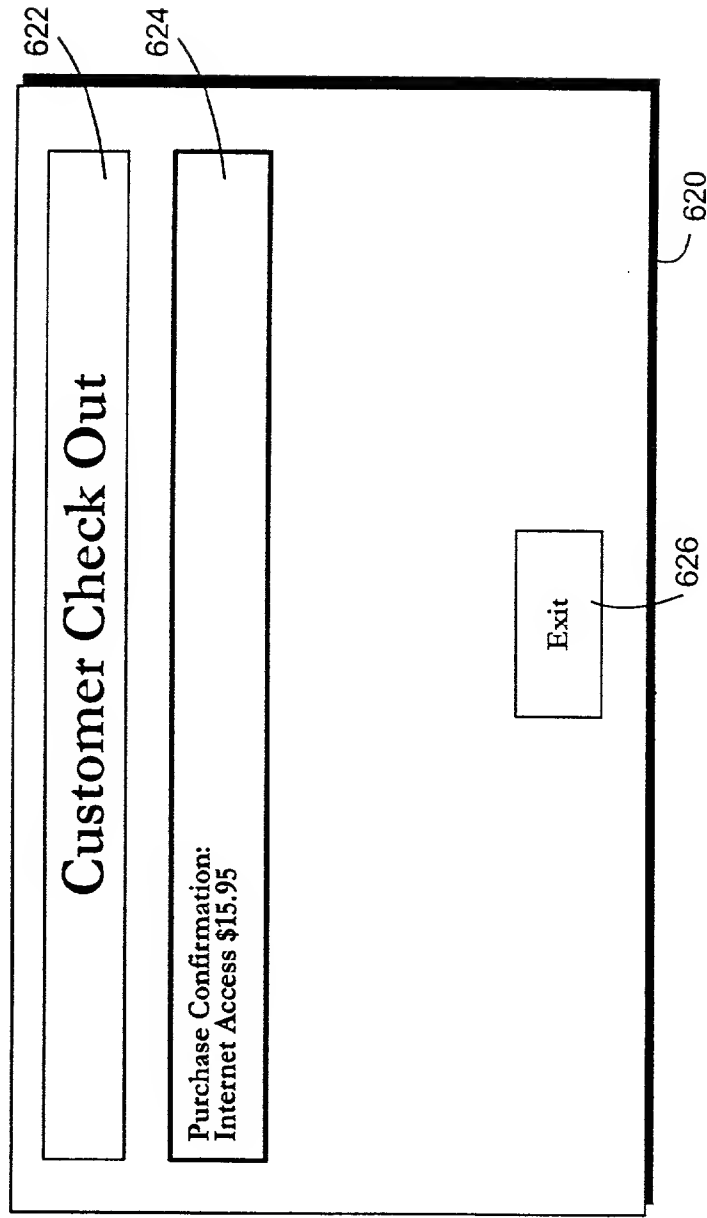 622
Customer Check Out
624
Purchase Confirmation:
Internet Access $15.95
Exit
626
620